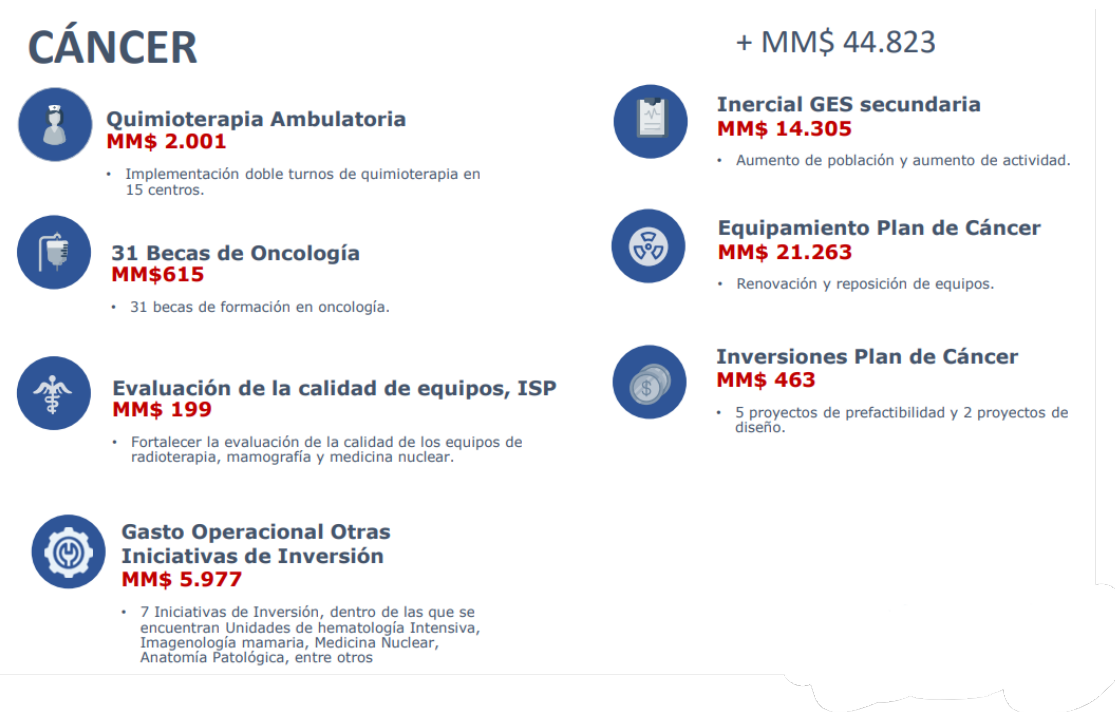 CÁNCER
+ MM$ 44.823
Quimioterapia Ambulatoria
MM$ 2.001
• Implementación doble turnos de quimioterapia en
15 centros.
31 Becas de Oncología
MM$615
• 31 becas de formación en oncología.
Evaluación de la calidad de equipos, ISP
MM$ 199
• Fortalecer la evaluación de la calidad de los equipos de
radioterapia, mamografía y medicina nuclear.
Gasto Operacional Otras
Iniciativas de Inversión
MM$ 5.977
• 7 Iniciativas de Inversión, dentro de las que se
encuentran Unidades de hematología Intensiva,
Imagenología mamaria, Medicina Nuclear,
Anatomía Patológica, entre otros
Inercial GES secundaria
MM$ 14.305
• Aumento de población y aumento de actividad.
Equipamiento Plan de Cáncer
MM$ 21.263
• Renovación y reposición de equipos.
Inversiones Plan de Cáncer
MM$ 463
• 5 proyectos de prefactibilidad y 2 proyectos de
diseño.